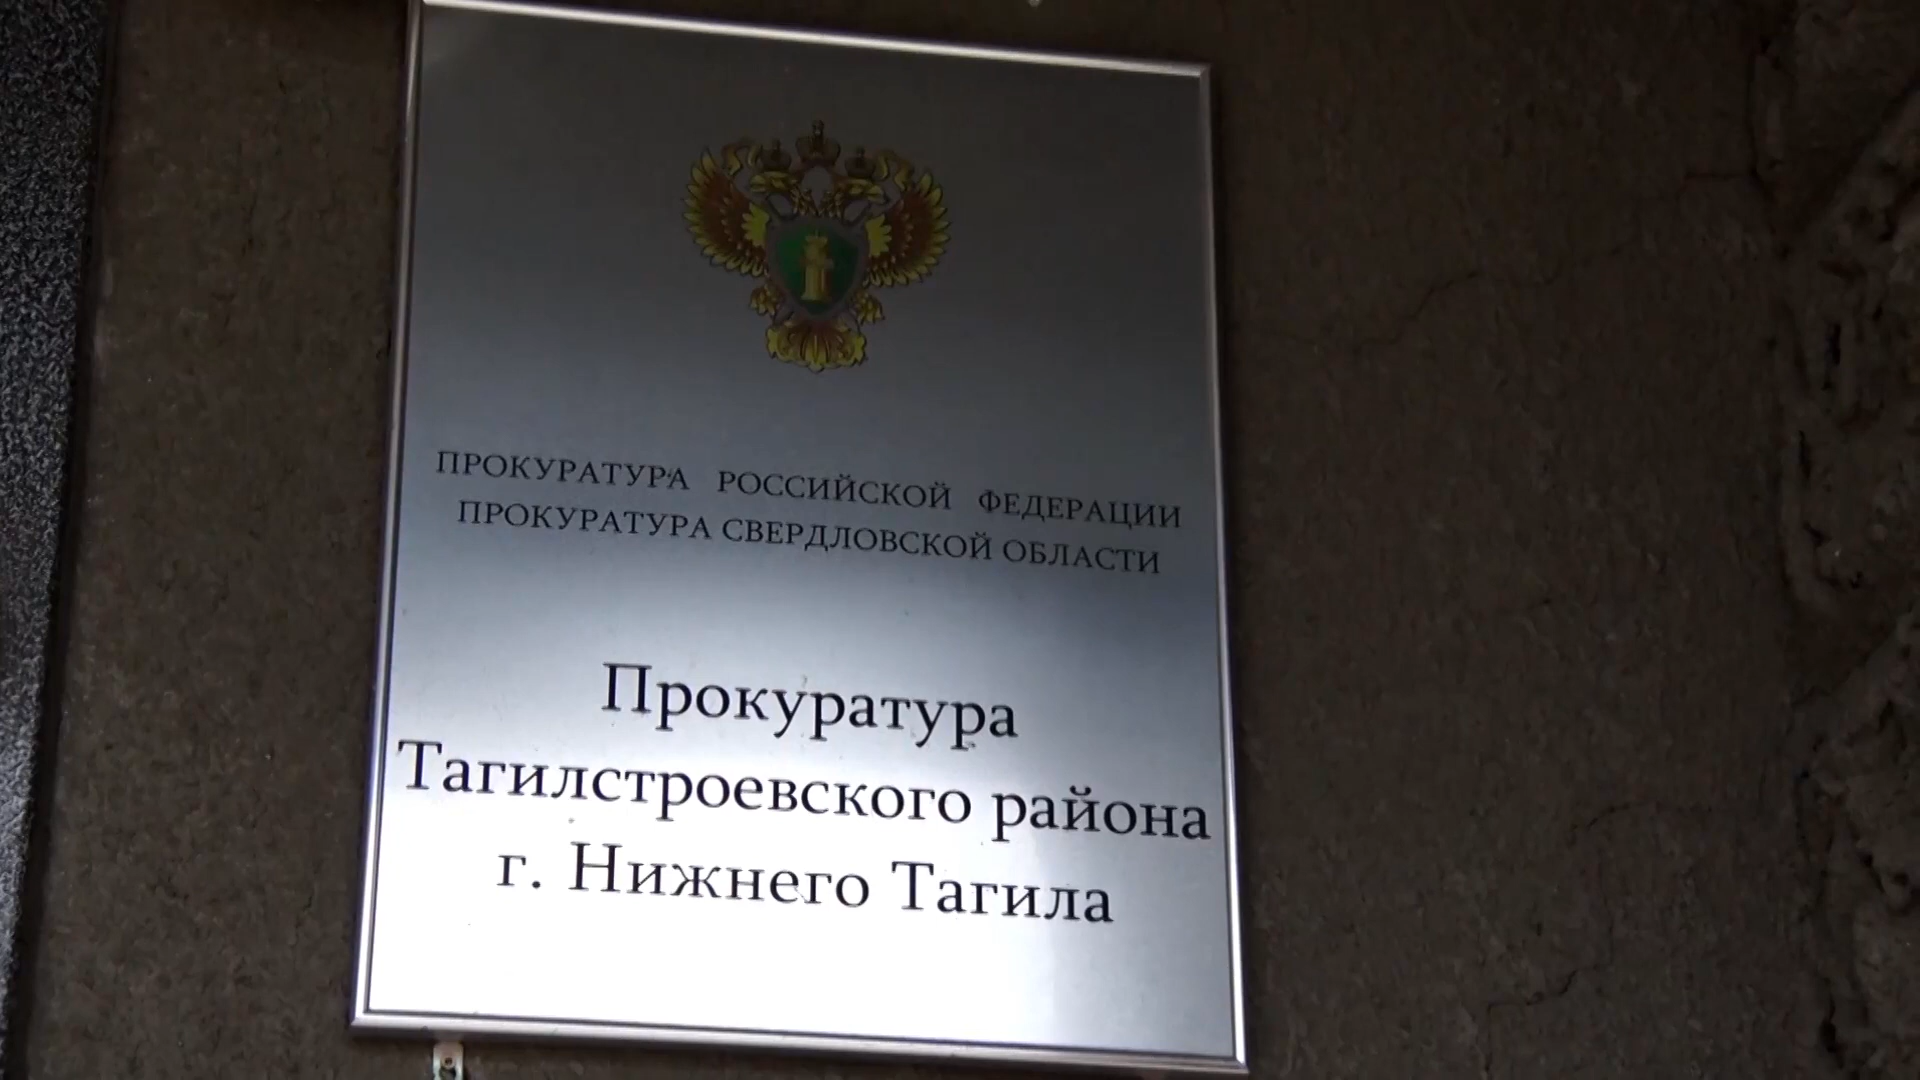 ПРОКУРАТУРА РОССИЙСКОЙ ФЕДЕРАЦИИ
ПРОКУРАТУРА СВЕРДЛОВСКОЙ ОБЛАСТИ
Прокуратура
Тагилстроевского района
г. Нижнего Тагила